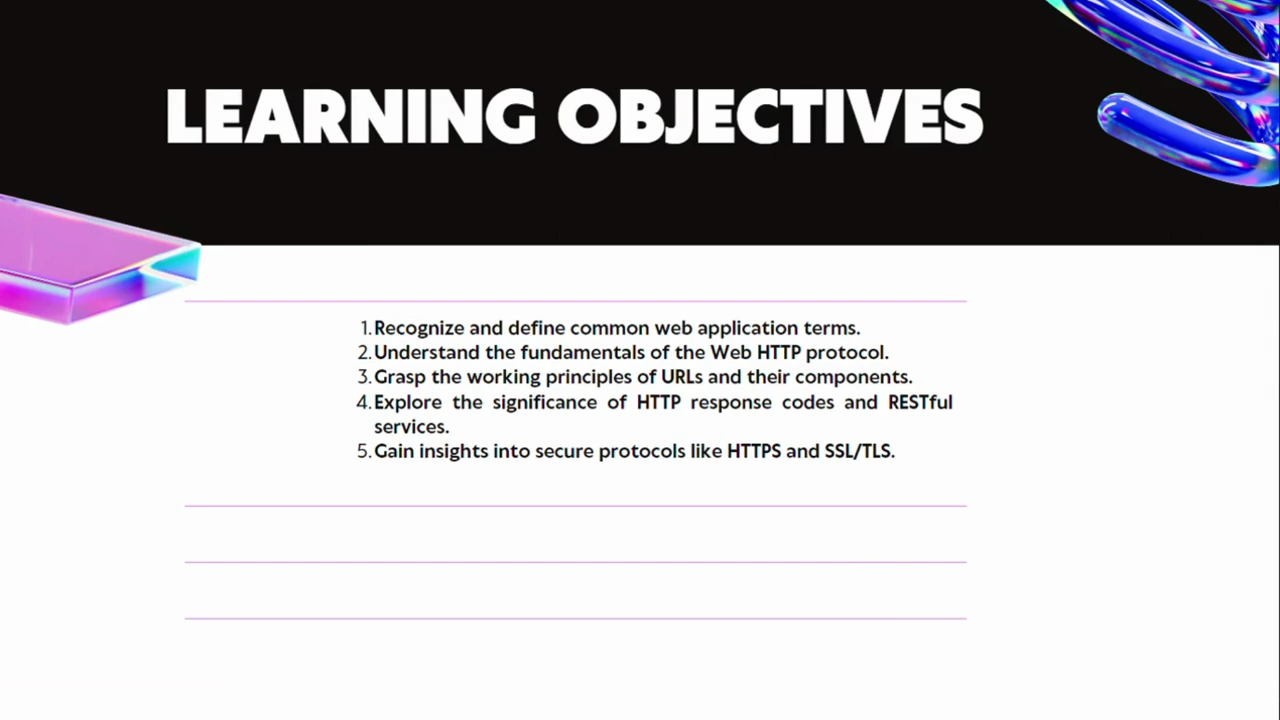 LEARNING OBJECTIVES
1. Recognize and define common web application terms.
2. Understand the fundamentals of the Web HTTP protocol.
3. Grasp the working principles of URLs and their components.
4. Explore the significance of HTTP response codes and RESTful
services.
5. Gain insights into secure protocols like HTTPS and SSL/TLS.